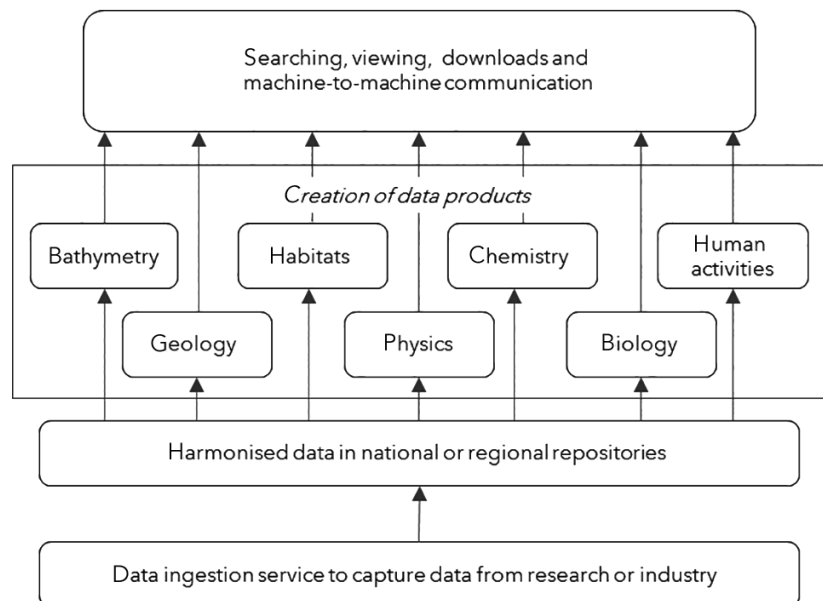 Searching, viewing, downloads and
machine-to-machine communication
Creation of data products
Bathymetry
Habitats
Chemistry
Human
activities
Geology
Physics
Biology
Harmonised data in national or regional repositories
Data ingestion service to capture data from research or industry